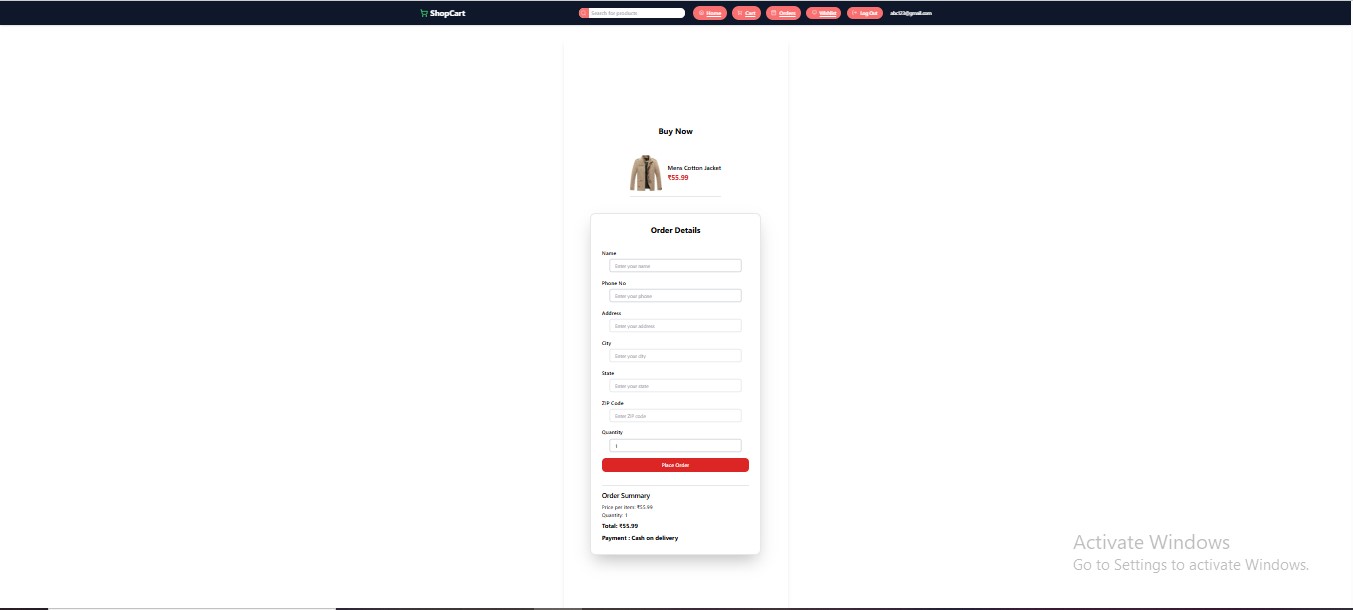 ShopCart
Search for products
Home
Cart
Orders
Wishlist
Log Out
abc123@gmail.com
Buy Now
Mens Cotton Jacket
₹55.99
Order Details
Name
Enter your name
Phone No
Enter your phone
Address
Enter your address
City
Enter your city
State
Enter your state
ZIP Code
Enter ZIP code
Quantity
1
Place Order
Order Summary
Price per item: ₹55.99
Quantity: 1
Total: ₹55.99
Payment : Cash on delivery
Activate Windows
Go to Settings to activate Windows.